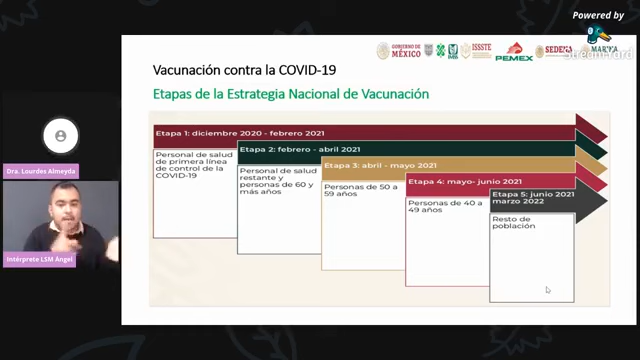 Powered by
StreamYard
GOBIERNO DE
MÉXICO
IMSS
ISSSTE
PEMEX
SEDENA
MARINA
Vacunación contra la COVID-19
Etapas de la Estrategia Nacional de Vacunación
Etapa 1: diciembre 2020 - febrero 2021
Personal de salud
de primera línea
de control de la
COVID-19
Etapa 2: febrero - abril 2021
Personal de salud
restante y
personas de 60 y
más años
Etapa 3: abril - mayo 2021
Personas de 50 a
59 años
Etapa 4: mayo- junio 2021
Personas de 40 a
49 años
Etapa 5: junio 2021
marzo 2022
Resto de
población
Dra. Lourdes Almeyda
Intérprete LSM Ángel